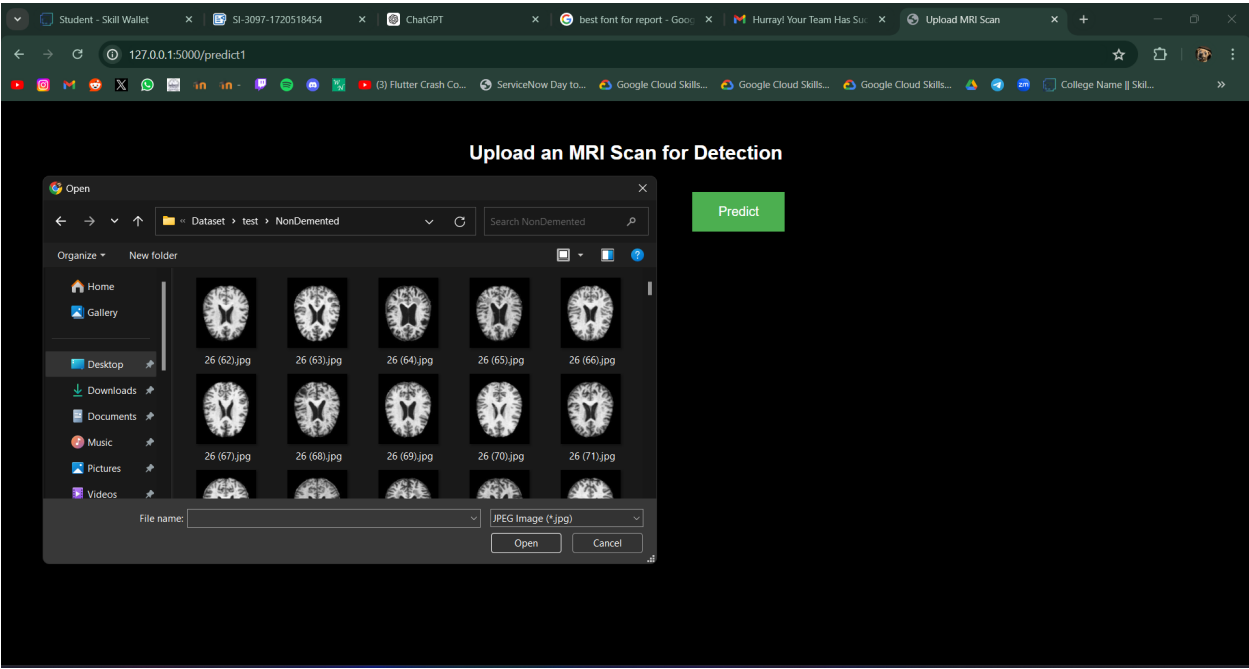 Student - Skill Wallet
SI-3097-1720518454
ChatGPT
best font for report - Goog
Hurray! Your Team Has Suc
Upload MRI Scan
127.0.0.1:5000/predict1
(3) Flutter Crash Co...
ServiceNow Day to...
Google Cloud Skills...
Google Cloud Skills...
Google Cloud Skills...
zm
College Name || Skil...
Upload an MRI Scan for Detection
Open
Predict
« Dataset › test › NonDemented
Search NonDemented
Organize
New folder
Home
Gallery
Desktop
Downloads
Documents
Music
Pictures
Videos
26 (62).jpg
26 (63).jpg
26 (64).jpg
26 (65).jpg
26 (66).jpg
26 (67).jpg
26 (68).jpg
26 (69).jpg
26 (70).jpg
26 (71).jpg
File name:
JPEG Image (*.jpg)
Open
Cancel